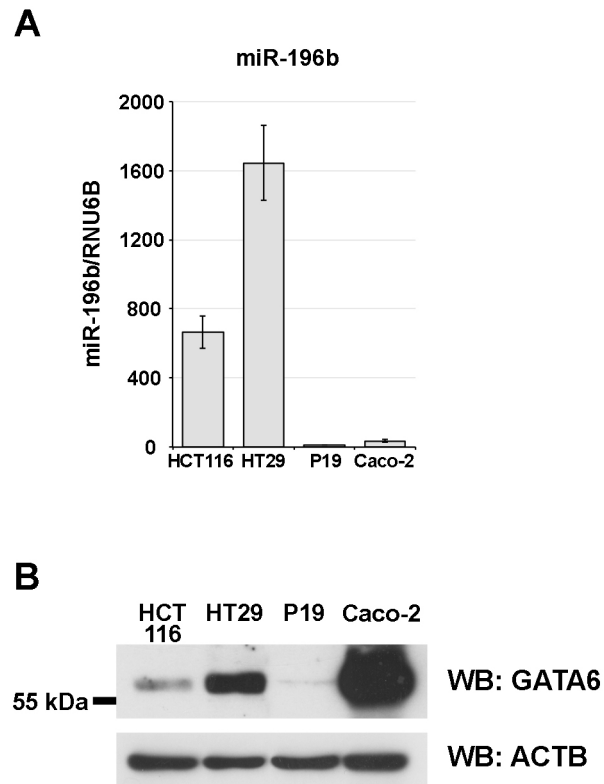 A
miR-196b
miR-196b/RNU6B
2000
1600
1200
800
400
0
HCT116 HT29 P19 Caco-2
B
HCT 116 HT29 P19 Caco-2
WB: GATA6
55 kDa
WB: ACTB